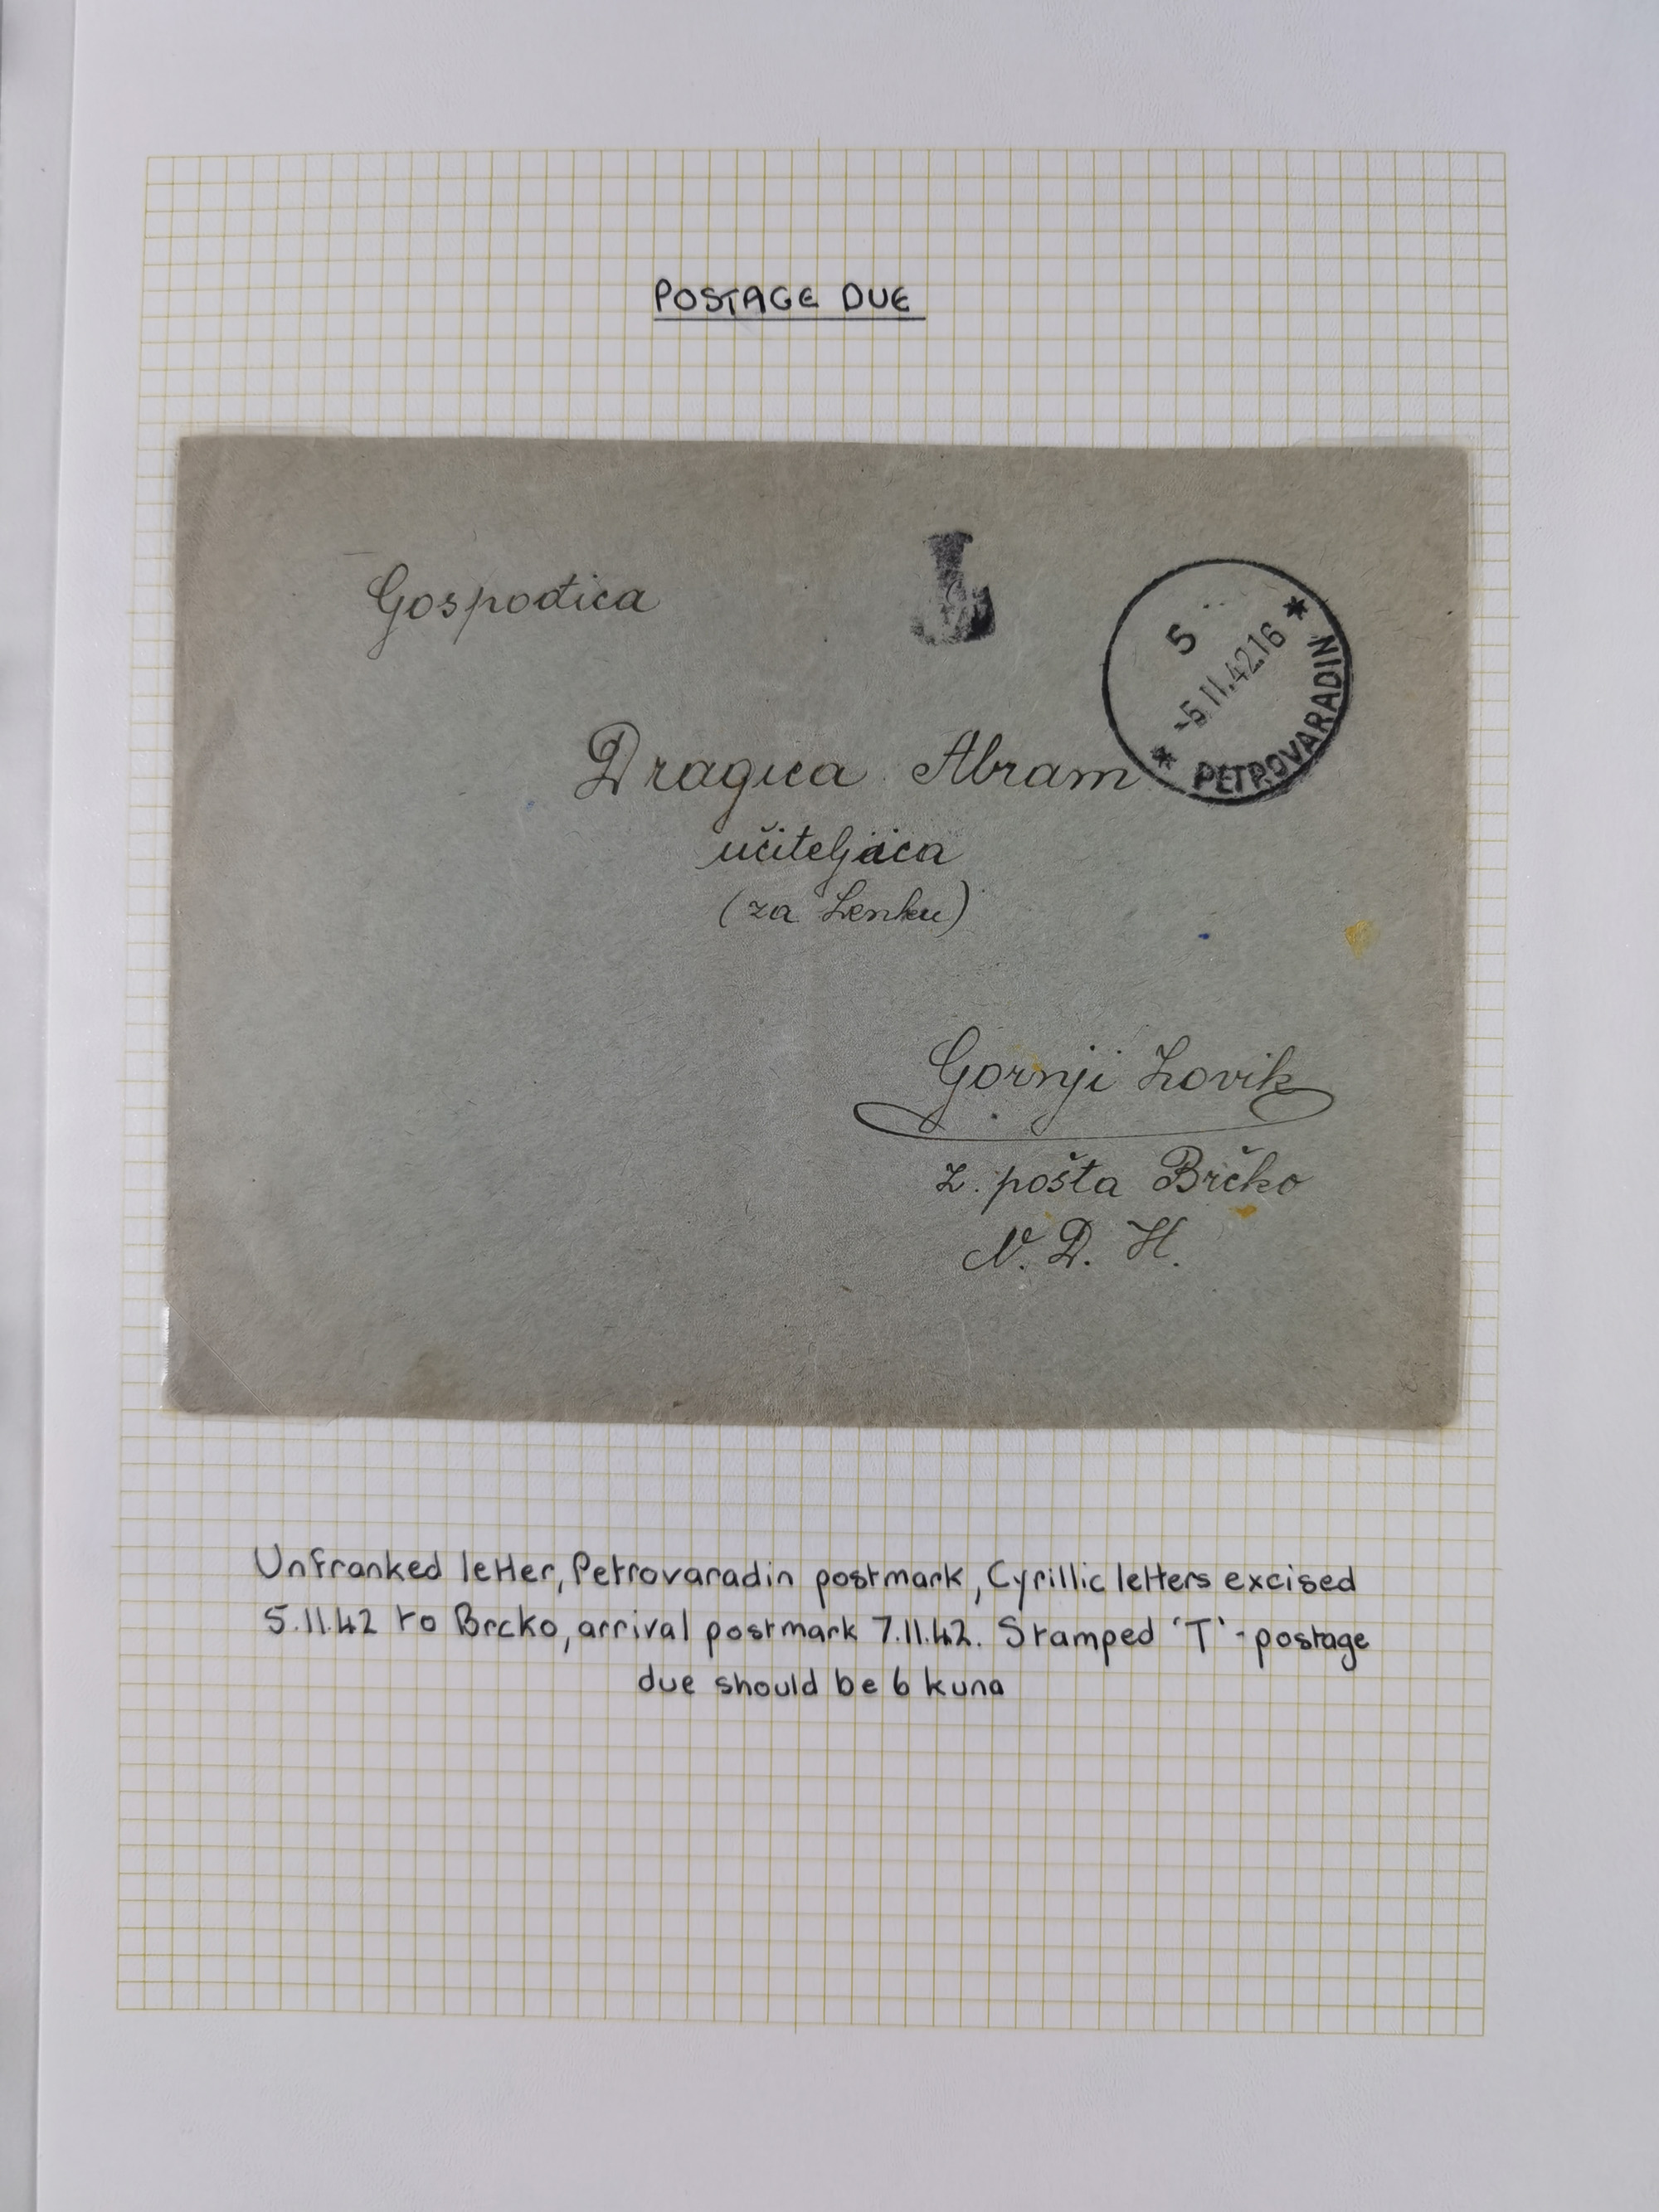 POSTAGE DUE
Gospođica
5
-5.11.42.16
* PETROVARADIN *
Dragica Abram
učiteljica
(za Lenku)
Gornji Zovik
z. pošta Brčko
N. D. H.
Unfranked letter, Petrovaradin postmark, Cyrillic letters excised
5.11.42 to Brcko, arrival postmark 7.11.42. Stamped 'T' - postage
due should be 6 kuna